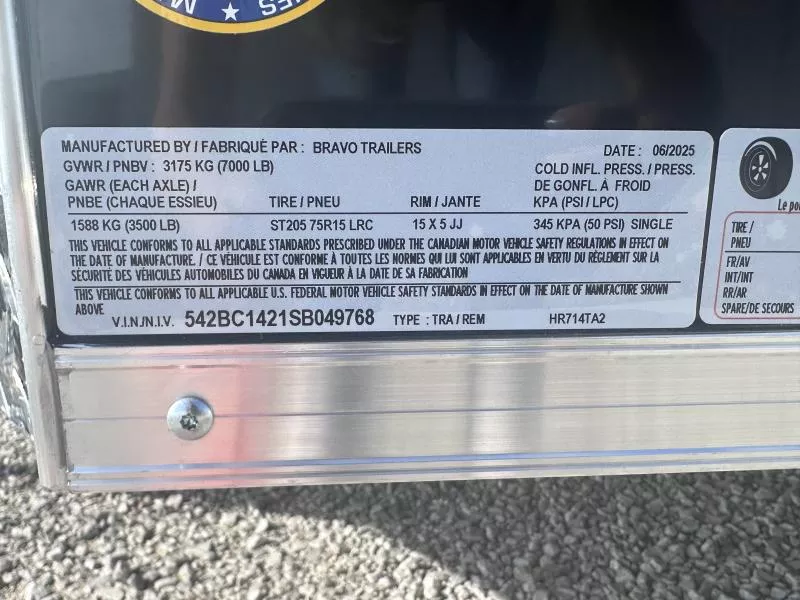 MANUFACTURED BY / FABRIQUÉ PAR : BRAVO TRAILERS DATE : 06/2025
GVWR / PNBV : 3175 KG (7000 LB) COLD INFL. PRESS. / PRESS.
GAWR (EACH AXLE) / DE GONFL. À FROID
PNBE (CHAQUE ESSIEU) TIRE / PNEU RIM / JANTE KPA (PSI / LPC)
1588 KG (3500 LB) ST205 75R15 LRC 15 X 5 JJ 345 KPA (50 PSI) SINGLE
THIS VEHICLE CONFORMS TO ALL APPLICABLE STANDARDS PRESCRIBED UNDER THE CANADIAN MOTOR VEHICLE SAFETY REGULATIONS IN EFFECT ON
THE DATE OF MANUFACTURE. / CE VÉHICULE EST CONFORME À TOUTES LES NORMES QUI LUI SONT APPLICABLES EN VERTU DU RÈGLEMENT SUR LA
SÉCURITÉ DES VÉHICULES AUTOMOBILES DU CANADA EN VIGUEUR À LA DATE DE SA FABRICATION
THIS VEHICLE CONFORMS TO ALL APPLICABLE U.S. FEDERAL MOTOR VEHICLE SAFETY STANDARDS IN EFFECT ON THE DATE OF MANUFACTURE SHOWN
ABOVE
V.I.N./N.I.V. 542BC1421SB049768 TYPE : TRA / REM HR714TA2
Le po
TIRE /
PNEU
FR/AV
INT/INT
RR/AR
SPARE/DE SECOURS